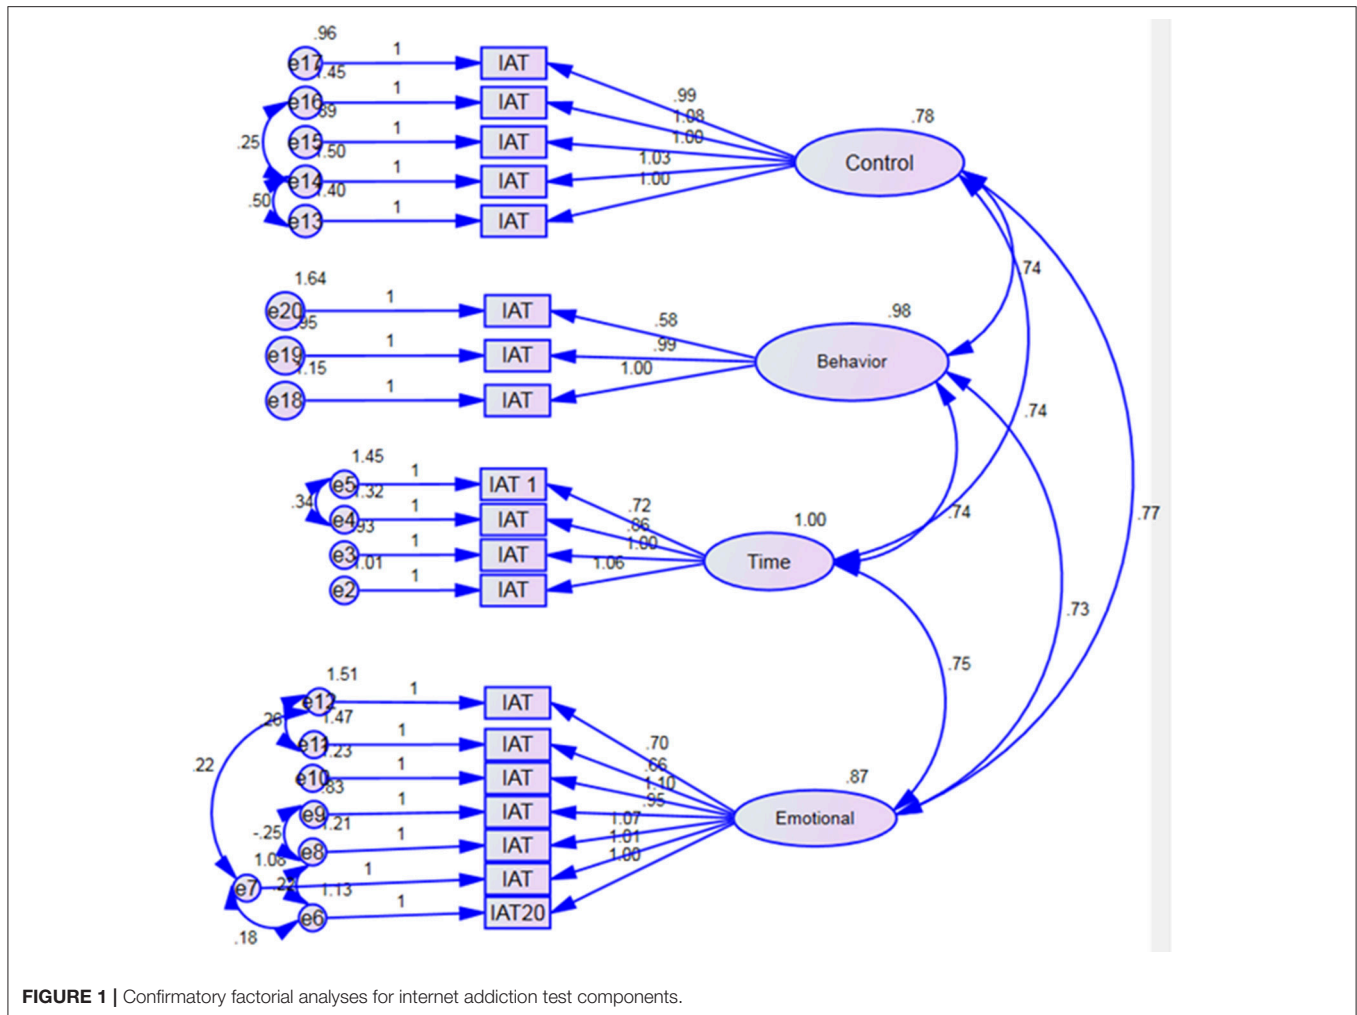 .96
e17 1 IAT
1.45
e16 1 IAT
.89
e15 1 IAT
1.50
e14 1 IAT
1.40
e13 1 IAT
.25
.50
.99
1.08
1.00
1.03
1.00
.78
Control
1.64
e20 1 IAT
.95
e19 1 IAT
1.15
e18 1 IAT
.58
.99
1.00
.98
Behavior
1.45
e5 1 IAT 1
1.32
e4 1 IAT
.93
e3 1 IAT
1.01
e2 1 IAT
.34
.72
.86
1.00
1.06
1.00
Time
1.51
e12 1 IAT
1.47
e11 1 IAT
1.23
e10 1 IAT
.83
e9 1 IAT
1.21
e8 1 IAT
1.08
e7 1 IAT
1.13
e6 1 IAT20
.26
.22
-.25
.18
.70
.66
1.10
.95
1.07
1.01
1.00
.87
Emotional
.74
.74
.74
.77
.73
.75
FIGURE 1 | Confirmatory factorial analyses for internet addiction test components.